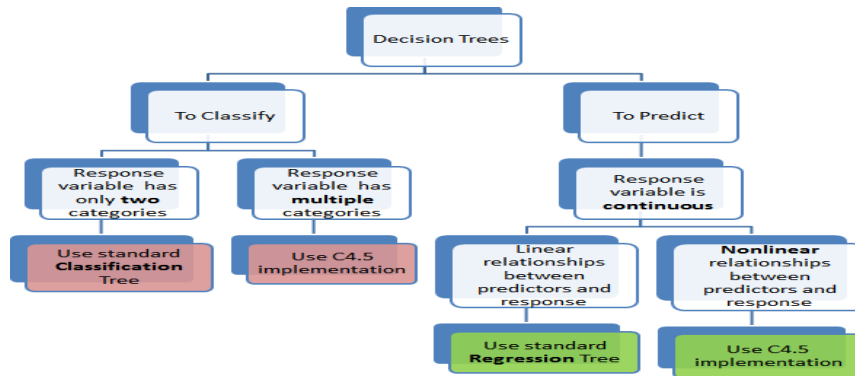 Decision Trees
To Classify
To Predict
Response
variable has
only two
categories
Response
variable has
multiple
categories
Response
variable is
continuous
Use standard
Classification
Tree
Use C4.5
implementation
Linear
relationships
between
predictors and
response
Nonlinear
relationships
between
predictors and
response
Use standard
Regression Tree
Use C4.5
implementation